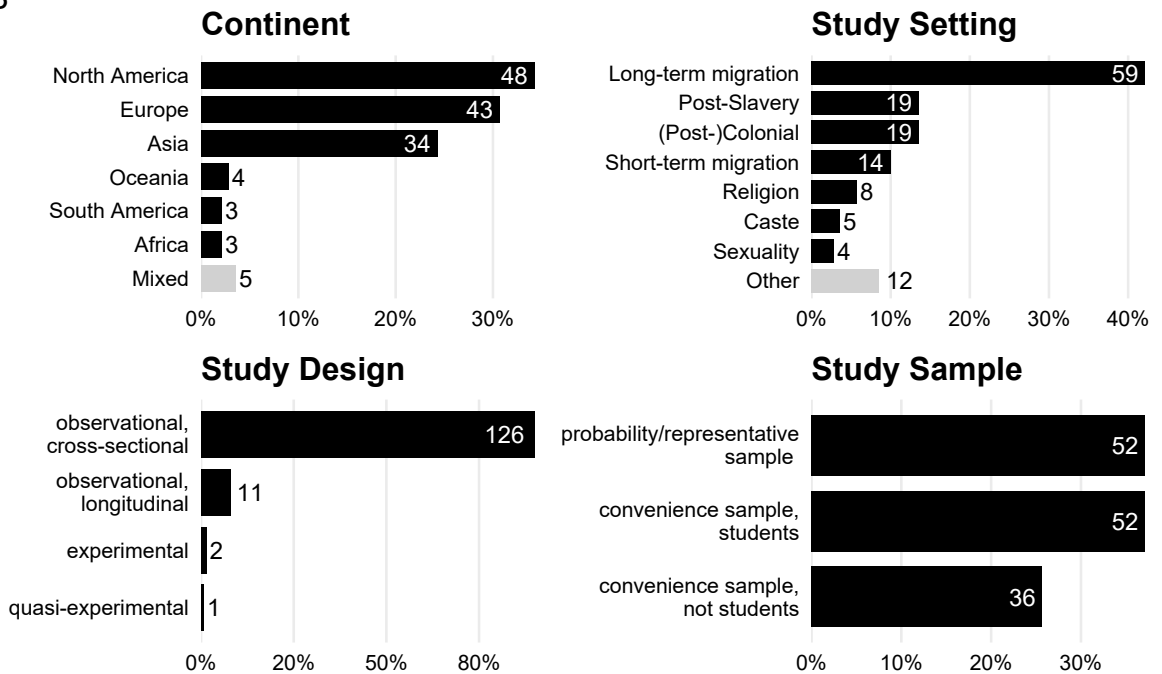 Continent
North America 48
Europe 43
Asia 34
Oceania 4
South America 3
Africa 3
Mixed 5
0% 10% 20% 30%
Study Setting
Long-term migration 59
Post-Slavery 19
(Post-)Colonial 19
Short-term migration 14
Religion 8
Caste 5
Sexuality 4
Other 12
0% 10% 20% 30% 40%
Study Design
observational,
cross-sectional 126
observational,
longitudinal 11
experimental 2
quasi-experimental 1
0% 20% 50% 80%
Study Sample
probability/representative
sample 52
convenience sample,
students 52
convenience sample,
not students 36
0% 10% 20% 30%